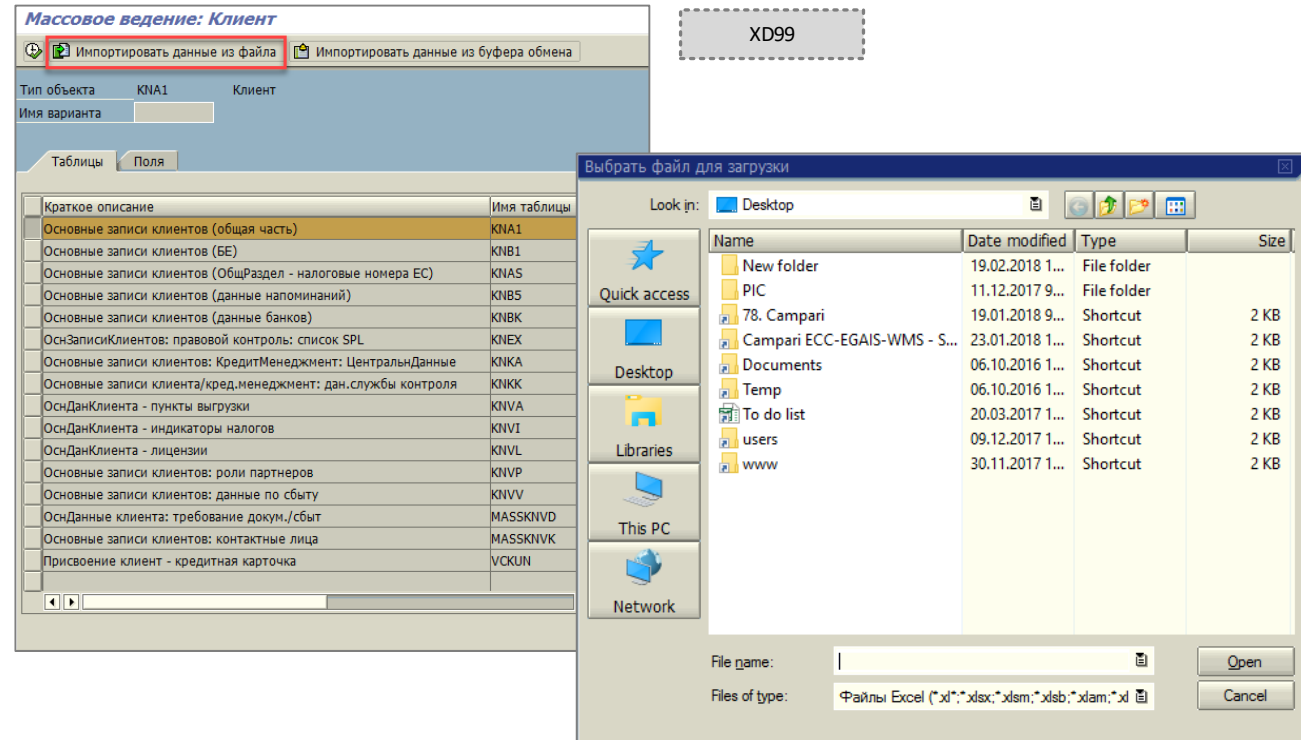 Массовое ведение: Клиент
Импортировать данные из файла Импортировать данные из буфера обмена
XD99
Тип объекта KNA1 Клиент
Имя варианта
Таблицы Поля
Краткое описание Имя таблицы
Основные записи клиентов (общая часть) KNA1
Основные записи клиентов (БЕ) KNB1
Основные записи клиентов (ОбщРаздел - налоговые номера ЕС) KNAS
Основные записи клиентов (данные напоминаний) KNB5
Основные записи клиентов (данные банков) KNBK
ОснЗаписиКлиентов: правовой контроль: список SPL KNEX
Основные записи клиентов: КредитМенеджмент: ЦентральнДанные KNKA
Основные записи клиента/кред.менеджмент: дан.службы контроля KNKK
ОснДанКлиента - пункты выгрузки KNVA
ОснДанКлиента - индикаторы налогов KNVI
ОснДанКлиента - лицензии KNVL
Основные записи клиентов: роли партнеров KNVP
Основные записи клиентов: данные по сбыту KNVV
ОснДанные клиента: требование докум./сбыт MASSKNVD
Основные записи клиентов: контактные лица MASSKNVK
Присвоение клиент - кредитная карточка VCKUN
Выбрать файл для загрузки
Look in: Desktop
Quick access
Desktop
Libraries
This PC
Network
Name Date modified Type Size
New folder 19.02.2018 1... File folder
PIC 11.12.2017 9... File folder
78. Campari 19.01.2018 9... Shortcut 2 KB
Campari ECC-EGAIS-WMS - S... 23.01.2018 1... Shortcut 2 KB
Documents 06.10.2016 1... Shortcut 2 KB
Temp 06.10.2016 1... Shortcut 2 KB
To do list 20.03.2017 1... Shortcut 2 KB
users 09.12.2017 1... Shortcut 2 KB
www 30.11.2017 1... Shortcut 2 KB
File name: Open
Files of type: Файлы Excel (*.xl*;*.xlsx;*.xlsm;*.xlsb;*.xlam;*.xl Cancel